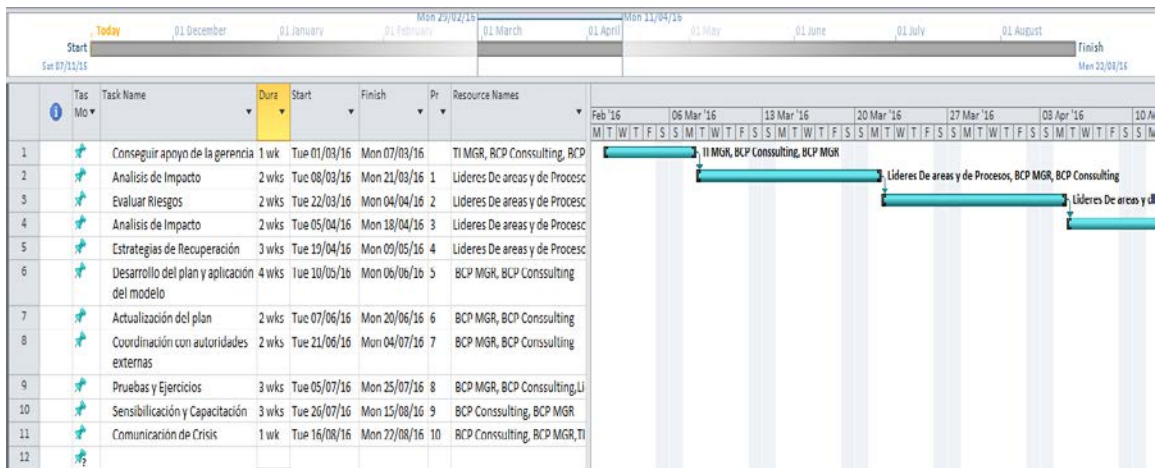 Mon 29/02/16 Mon 11/04/16
Today 01 December 01 January 01 February 01 March 01 April 01 May 01 June 01 July 01 August
Start Finish
Sat 07/11/15 Mon 22/08/16
Tas Mo Task Name Dura Start Finish Pr Resource Names
Feb '16 06 Mar '16 13 Mar '16 20 Mar '16 27 Mar '16 03 Apr '16 10
M T W T F S S M T W T F S S M T W T F S S M T W T F S S M T W T F S S M T W T F S S M
1 Conseguir apoyo de la gerencia 1 wk Tue 01/03/16 Mon 07/03/16 TI MGR, BCP Conssulting, BCP
TI MGR, BCP Conssulting, BCP MGR
2 Analisis de Impacto 2 wks Tue 08/03/16 Mon 21/03/16 1 Lideres De areas y de Proceso
Lideres De areas y de Procesos, BCP MGR, BCP Conssulting
3 Evaluar Riesgos 2 wks Tue 22/03/16 Mon 04/04/16 2 Lideres De areas y de Proceso
Lideres De areas y d
4 Analisis de Impacto 2 wks Tue 05/04/16 Mon 18/04/16 3 Lideres De areas y de Proceso
5 Estrategias de Recuperación 3 wks Tue 19/04/16 Mon 09/05/16 4 Lideres De areas y de Proceso
6 Desarrollo del plan y aplicación 4 wks Tue 10/05/16 Mon 06/06/16 5 BCP MGR, BCP Conssulting
del modelo
7 Actualización del plan 2 wks Tue 07/06/16 Mon 20/06/16 6 BCP MGR, BCP Conssulting
8 Coordinación con autoridades 2 wks Tue 21/06/16 Mon 04/07/16 7 BCP MGR, BCP Conssulting
externas
9 Pruebas y Ejercicios 3 wks Tue 05/07/16 Mon 25/07/16 8 BCP MGR, BCP Conssulting,Li
10 Sensibilicación y Capacitación 3 wks Tue 26/07/16 Mon 15/08/16 9 BCP Conssulting, BCP MGR
11 Comunicación de Crisis 1 wk Tue 16/08/16 Mon 22/08/16 10 BCP Conssulting, BCP MGR,TI
12 ?